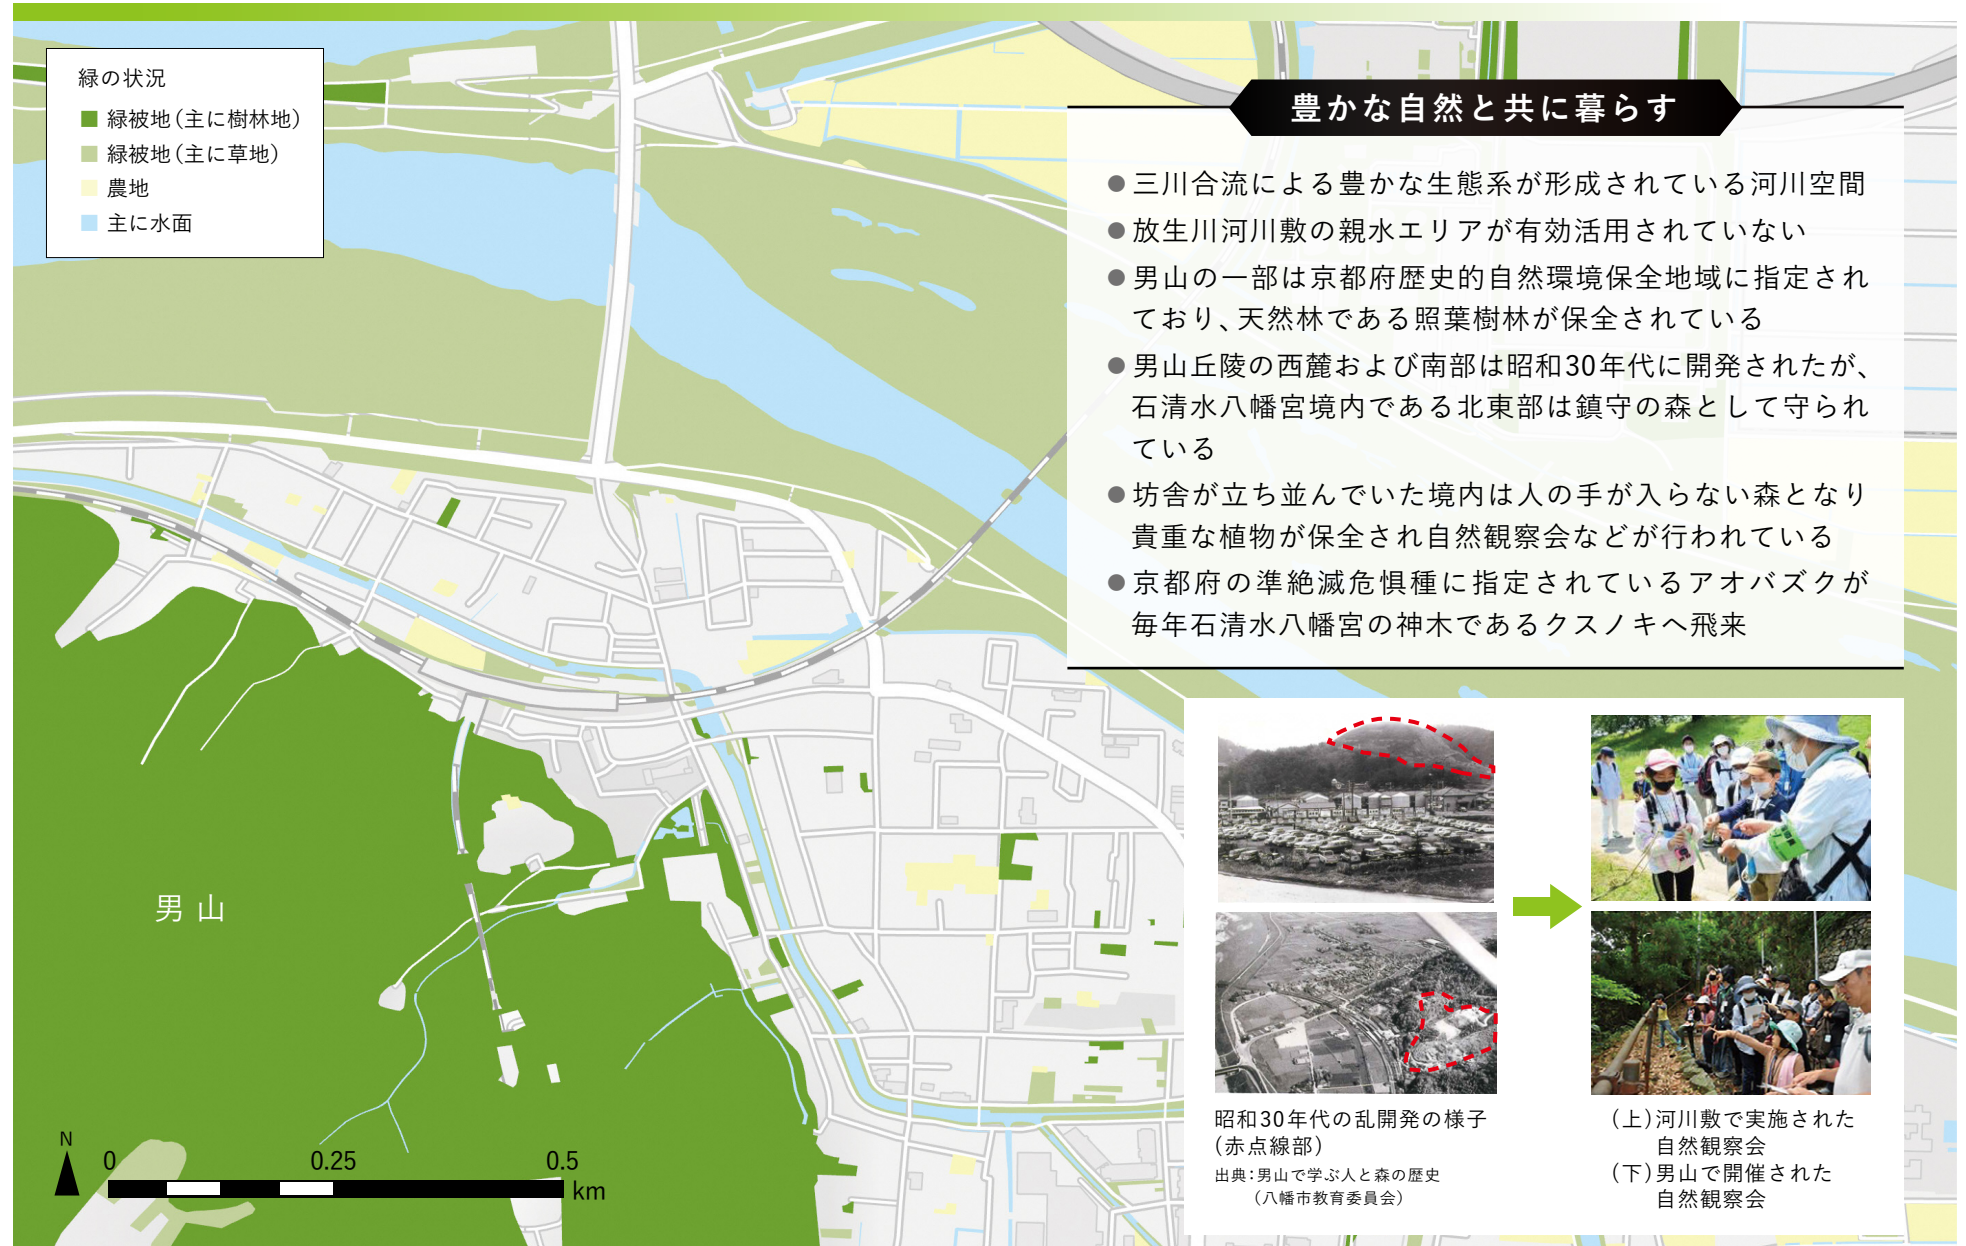 緑の状況
緑被地(主に樹林地)
緑被地(主に草地)
農地
主に水面
豊かな自然と共に暮らす
●三川合流による豊かな生態系が形成されている河川空間
●放生川河川敷の親水エリアが有効活用されていない
●男山の一部は京都府歴史的自然環境保全地域に指定され
ており、天然林である照葉樹林が保全されている
●男山丘陵の西麓および南部は昭和30年代に開発されたが、
石清水八幡宮境内である北東部は鎮守の森として守られ
ている
●坊舎が立ち並んでいた境内は人の手が入らない森となり
貴重な植物が保全され自然観察会などが行われている
●京都府の準絶滅危惧種に指定されているアオバズクが
毎年石清水八幡宮の神木であるクスノキへ飛来
男山
昭和30年代の乱開発の様子
(赤点線部)
出典:男山で学ぶ人と森の歴史
(八幡市教育委員会)
(上)河川敷で実施された
自然観察会
(下)男山で開催された
自然観察会
N
0 0.25 0.5
km